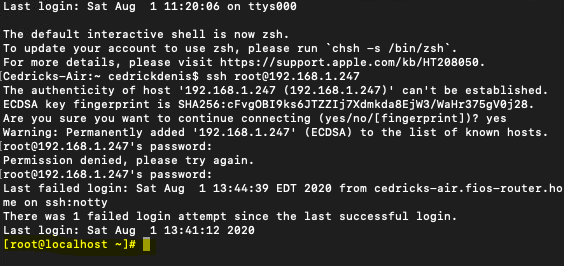 Last login: Sat Aug  1 11:20:06 on ttys000
The default interactive shell is now zsh.
To update your account to use zsh, please run `chsh -s /bin/zsh`.
For more details, please visit https://support.apple.com/kb/HT208050.
[Cedricks-Air:~ cedrickdenis$ ssh root@192.168.1.247
The authenticity of host '192.168.1.247 (192.168.1.247)' can't be established.
ECDSA key fingerprint is SHA256:cFvgOBI9ks6JTZZIj7Xdmkda8EjW3/WaHr375gV0j28.
Are you sure you want to continue connecting (yes/no/[fingerprint])? yes
Warning: Permanently added '192.168.1.247' (ECDSA) to the list of known hosts.
[root@192.168.1.247's password:
Permission denied, please try again.
[root@192.168.1.247's password:
Last failed login: Sat Aug  1 13:44:39 EDT 2020 from cedricks-air.fios-router.ho
me on ssh:notty
There was 1 failed login attempt since the last successful login.
Last login: Sat Aug  1 13:41:12 2020
[root@localhost ~]#